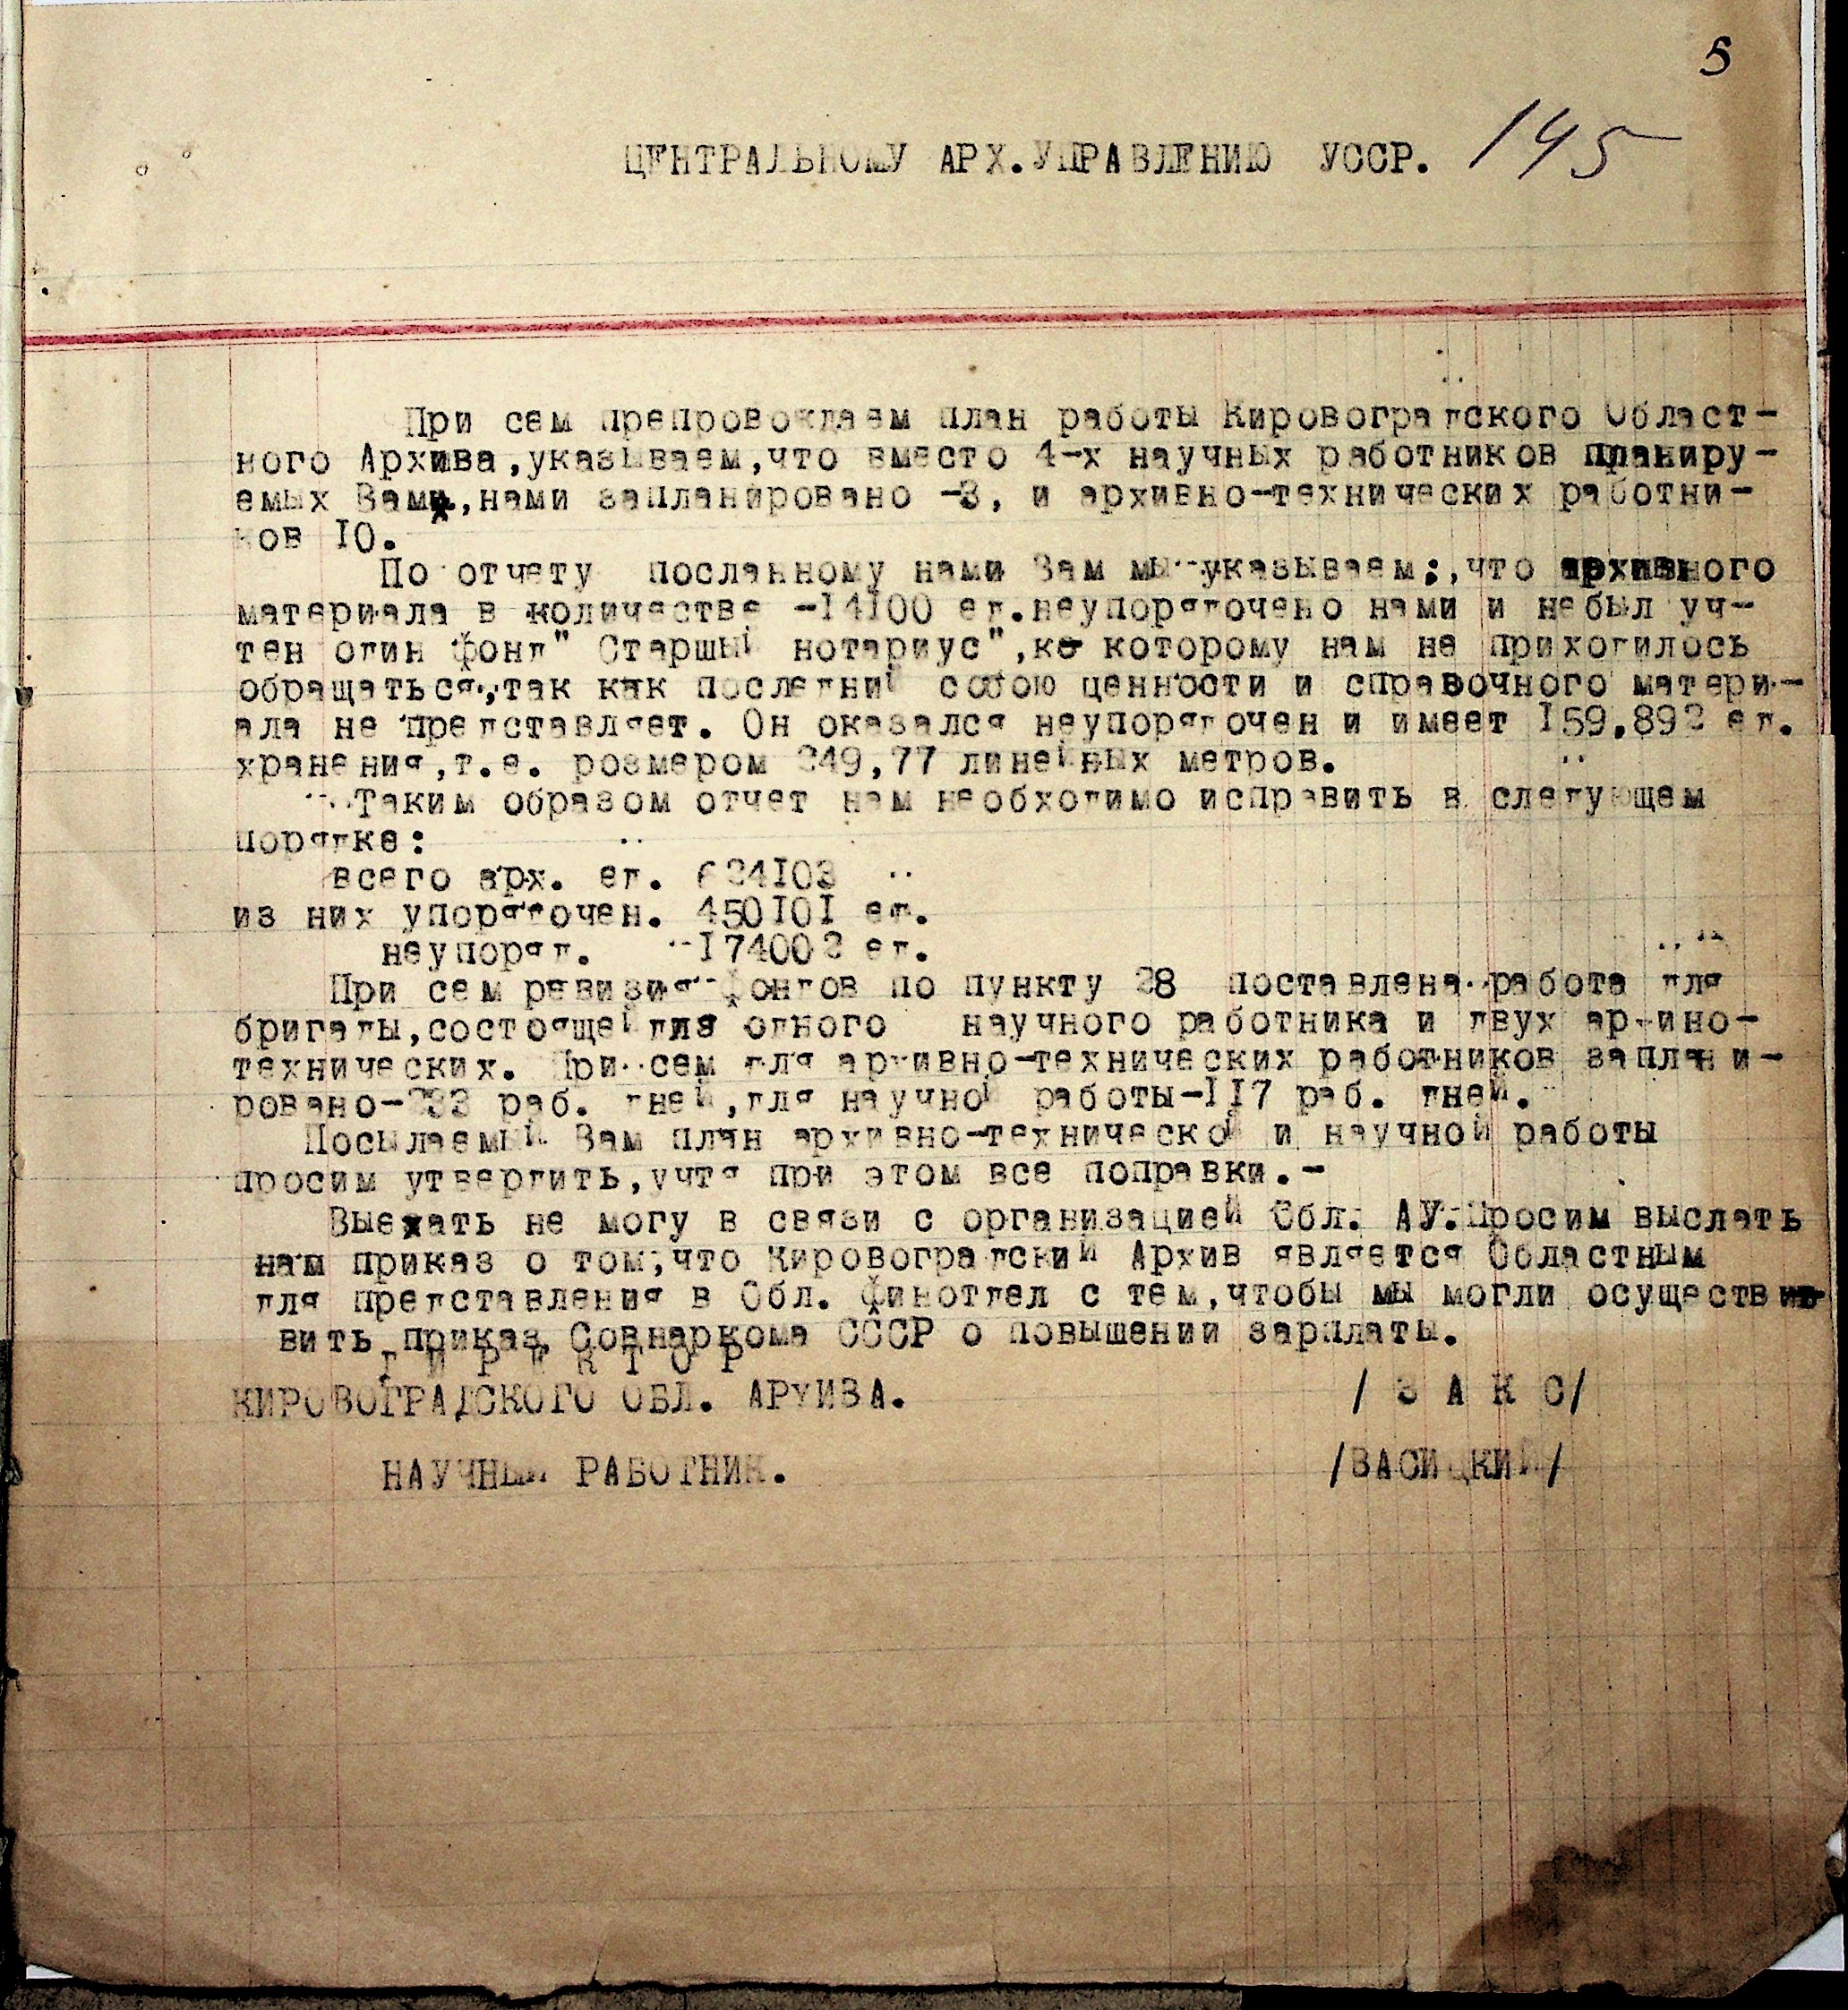 5
ЦЕНТРАЛЬНОМУ АРХ.УПРАВЛЕНИЮ УССР. 145
При сем препровождаем план работы Кировоградского Област-
ного Архива,указываем,что вместо 4-х научных работников планиру-
емых Вами,нами запланировано -3, и архивно-технических работни-
ков 10.
По отчету посланному нами Вам мы указываем;,что архивного
материала в количестве -14100 ед.неупорядочено нами и небыл уч-
тен один фонд" Старший нотариус",ко которому нам не приходилось
обращаться,так как последний собою ценности и справочного матери-
ала не представляет. Он оказался неупорядочен и имеет 159.892 ед.
хранения,т.е. розмером 249,77 линейных метров.
Таким образом отчет нам необходимо исправить в следующем
порядке:
всего арх. ед. 624103
из них упорядочен. 450101 ед.
неупоряд. -174002 ед.
При сем ревизия фондов по пункту 28 поставлена работа для
бригады,состоящей для одного научного работника и двух архино-
технических. При сем для архивно-технических работников заплани-
ровано-233 раб. дней,для научной работы-117 раб. дней.
Посылаемый Вам план архивно-технической и научной работы
просим утвердить,учтя при этом все поправки.-
Выехать не могу в связи с организацией Обл. АУ.Просим выслать
нам приказ о том,что Кировоградский Архив является Областным
для представления в Обл. Финотдел с тем,чтобы мы могли осуществив
вить приказ Совнаркома СССР о повышении зарплаты.
ДИРЕКТОР
КИРОВОГРАДСКОГО ОБЛ. АРХИВА. / З А К С/
НАУЧНЫЙ РАБОТНИК. /ВАСИЦКИЙ/